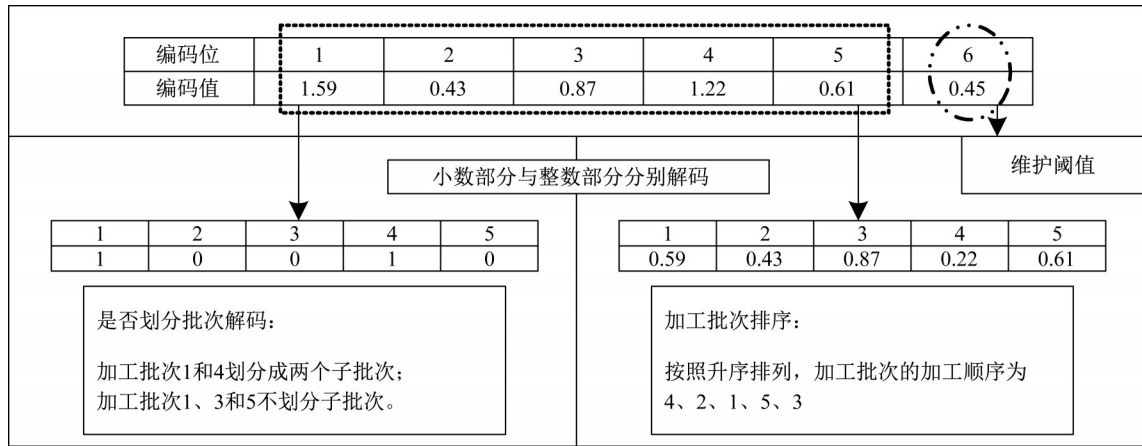 编码位 1 2 3 4 5 6
编码值 1.59 0.43 0.87 1.22 0.61 0.45
维护阈值
小数部分与整数部分分别解码
1 2 3 4 5
1 0 0 1 0
是否划分批次解码：
加工批次1和4划分成两个子批次；
加工批次1、3和5不划分子批次。
1 2 3 4 5
0.59 0.43 0.87 0.22 0.61
加工批次排序：
按照升序排列，加工批次的加工顺序为
4、2、1、5、3